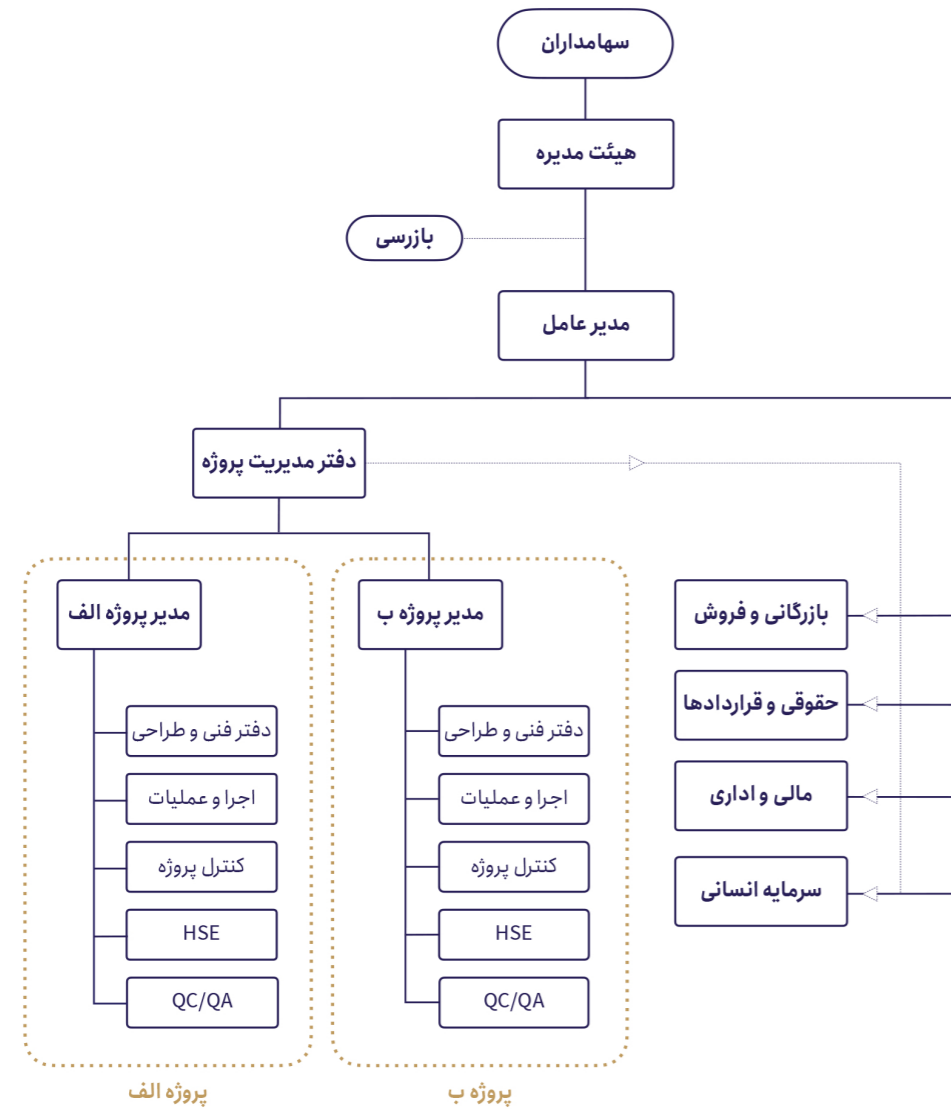 سهامداران
هیئت مدیره
بازرسی
مدیر عامل
دفتر مدیریت پروژه
مدیر پروژه ب
مدیر پروژه الف
بازرگانی و فروش
حقوقی و قراردادها
مالی و اداری
سرمایه انسانی
دفتر فنی و طراحی
اجرا و عملیات
کنترل پروژه
HSE
QC/QA
دفتر فنی و طراحی
اجرا و عملیات
کنترل پروژه
HSE
QC/QA
پروژه ب
پروژه الف